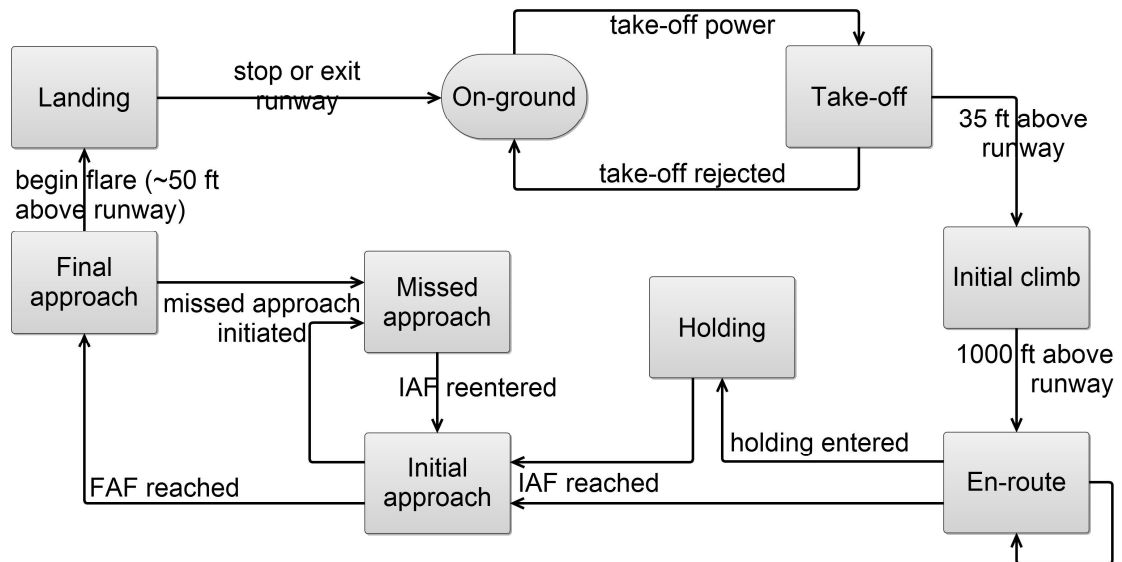 take-off power
Landing
stop or exit
runway
On-ground
Take-off
35 ft above
runway
take-off rejected
begin flare (~50 ft
above runway)
Final
approach
missed approach
initiated
Missed
approach
Holding
Initial climb
1000 ft above
runway
IAF reentered
holding entered
FAF reached
Initial
approach
IAF reached
En-route